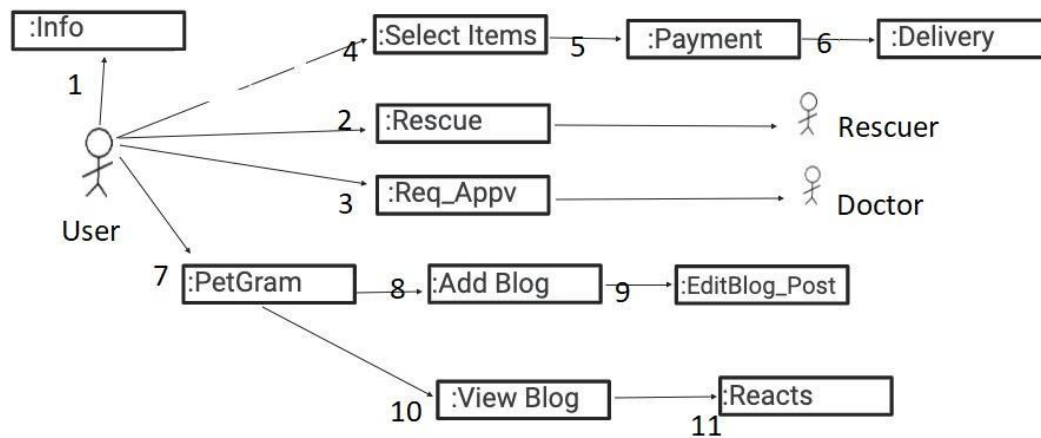 :Info
1
4
:Select Items
5
:Payment
6
:Delivery
2
:Rescue
Rescuer
3
:Req_Appv
Doctor
User
7
:PetGram
8
:Add Blog
9
:EditBlog_Post
10
:View Blog
11
:Reacts